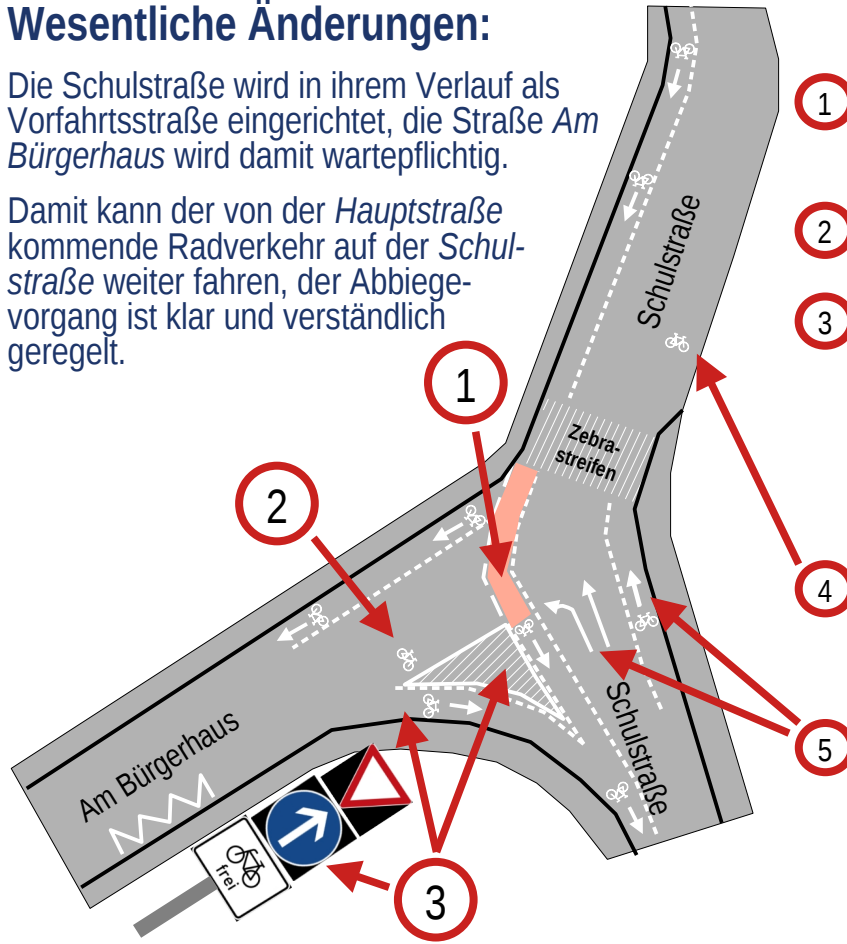 Wesentliche Änderungen:
Die Schulstraße wird in ihrem Verlauf als
Vorfahrtsstraße eingerichtet, die Straße Am
Bürgerhaus wird damit wartepflichtig.
Damit kann der von der Hauptstraße
kommende Radverkehr auf der Schul-
straße weiter fahren, der Abbiege-
vorgang ist klar und verständlich
geregelt.
1
2
3
Schulstraße
1
Zebra-
streifen
2
4
Schulstraße
5
Am Bürgerhaus
frei
3